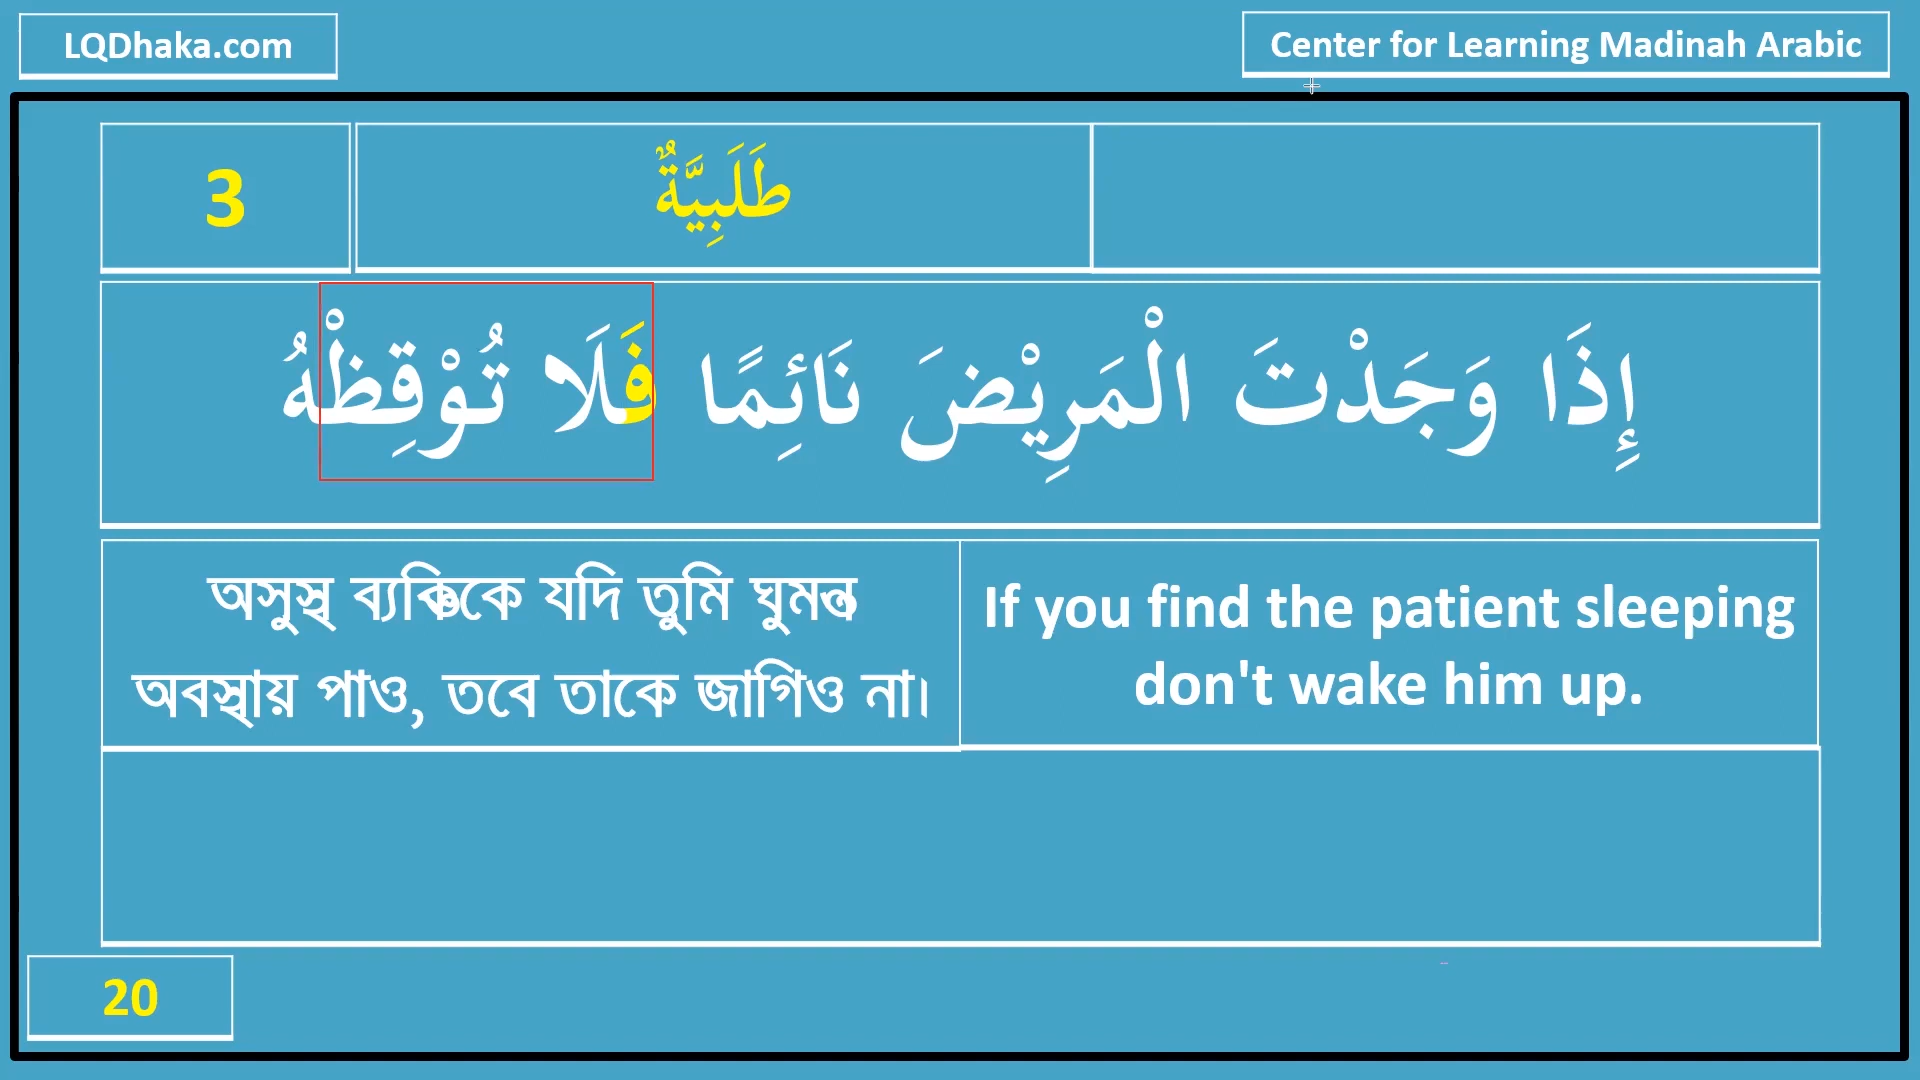 LQDhaka.com
Center for Learning Madinah Arabic
3
طَلَبِيَّةٌ
إِذَا وَجَدْتَ الْمَرِيْضَ نَائِمًا فَلَا تُوْقِظْهُ
অসুস্থ ব্যক্তিকে যদি তুমি ঘুমন্ত
অবস্থায় পাও, তবে তাকে জাগিও না।
If you find the patient sleeping
don't wake him up.
20